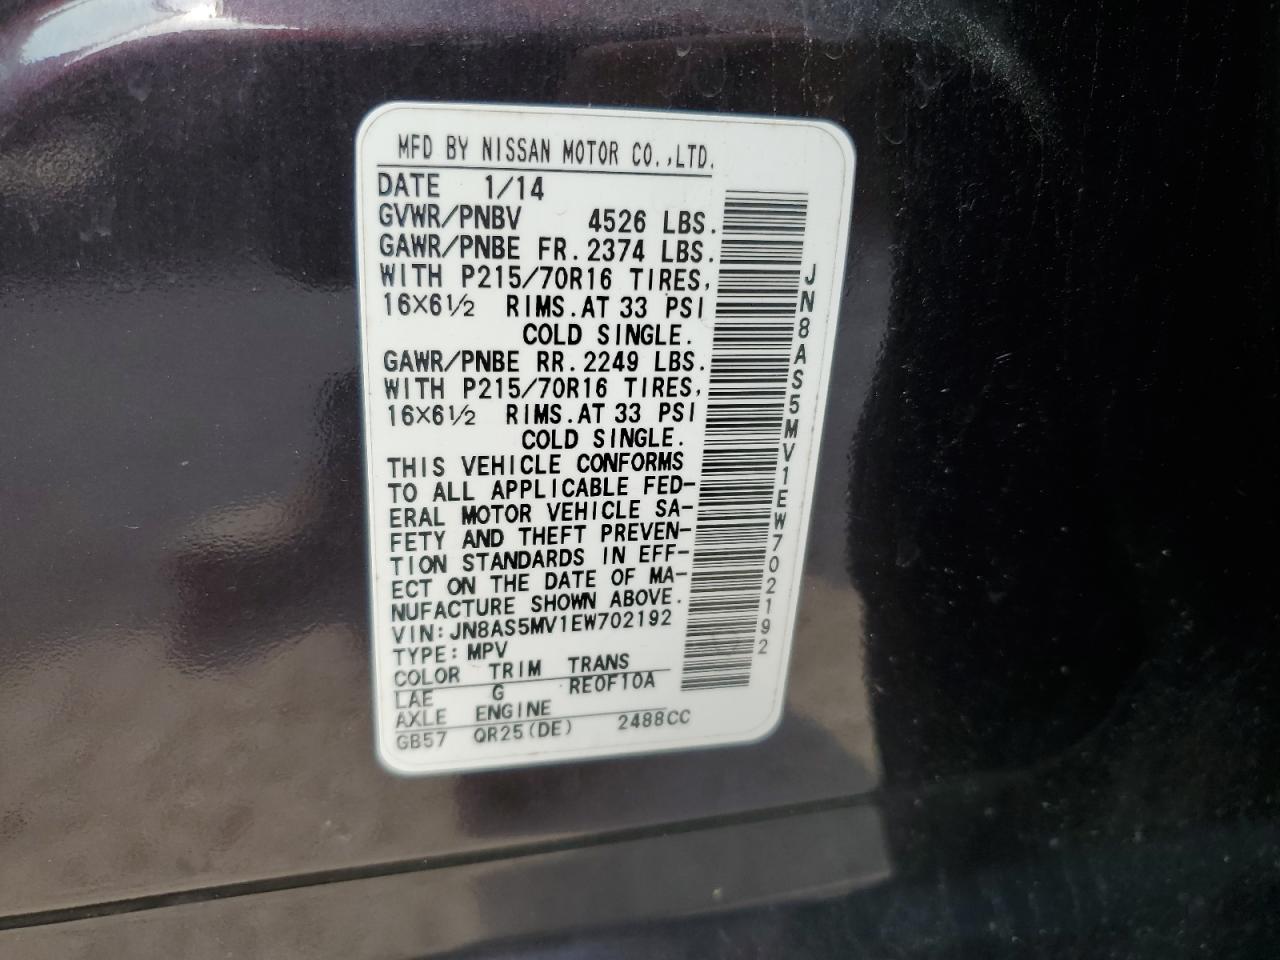 MFD BY NISSAN MOTOR CO.,LTD.
DATE 1/14
GVWR/PNBV 4526 LBS.
GAWR/PNBE FR. 2374 LBS.
WITH P215/70R16 TIRES,
16X6½ RIMS. AT 33 PSI
COLD SINGLE.
GAWR/PNBE RR. 2249 LBS.
WITH P215/70R16 TIRES,
16X6½ RIMS. AT 33 PSI
COLD SINGLE.
THIS VEHICLE CONFORMS
TO ALL APPLICABLE FED-
ERAL MOTOR VEHICLE SA-
FETY AND THEFT PREVEN-
TION STANDARDS IN EFF-
ECT ON THE DATE OF MA-
NUFACTURE SHOWN ABOVE.
VIN: JN8AS5MV1EW702192
TYPE: MPV
COLOR TRIM TRANS
LAE G RE0F10A
AXLE ENGINE
GB57 QR25(DE) 2488CC
JN8AS5MV1EW702192